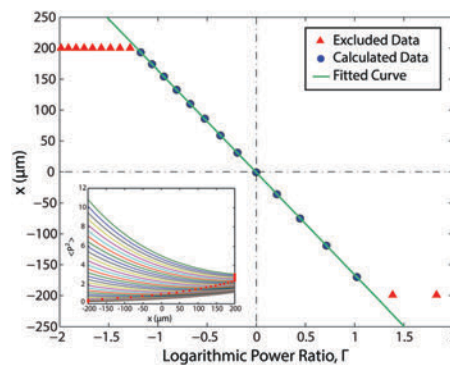 250
200
150
100
50
0
-50
-100
-150
-200
-250
x (μm)
Excluded Data
Calculated Data
Fitted Curve
12
10
8
6
4
2
0
<P²>
-200 -150 -100 -50 0 50 100 150 200
x (μm)
-2 -1.5 -1 -0.5 0 0.5 1 1.5
Logarithmic Power Ratio, Γ